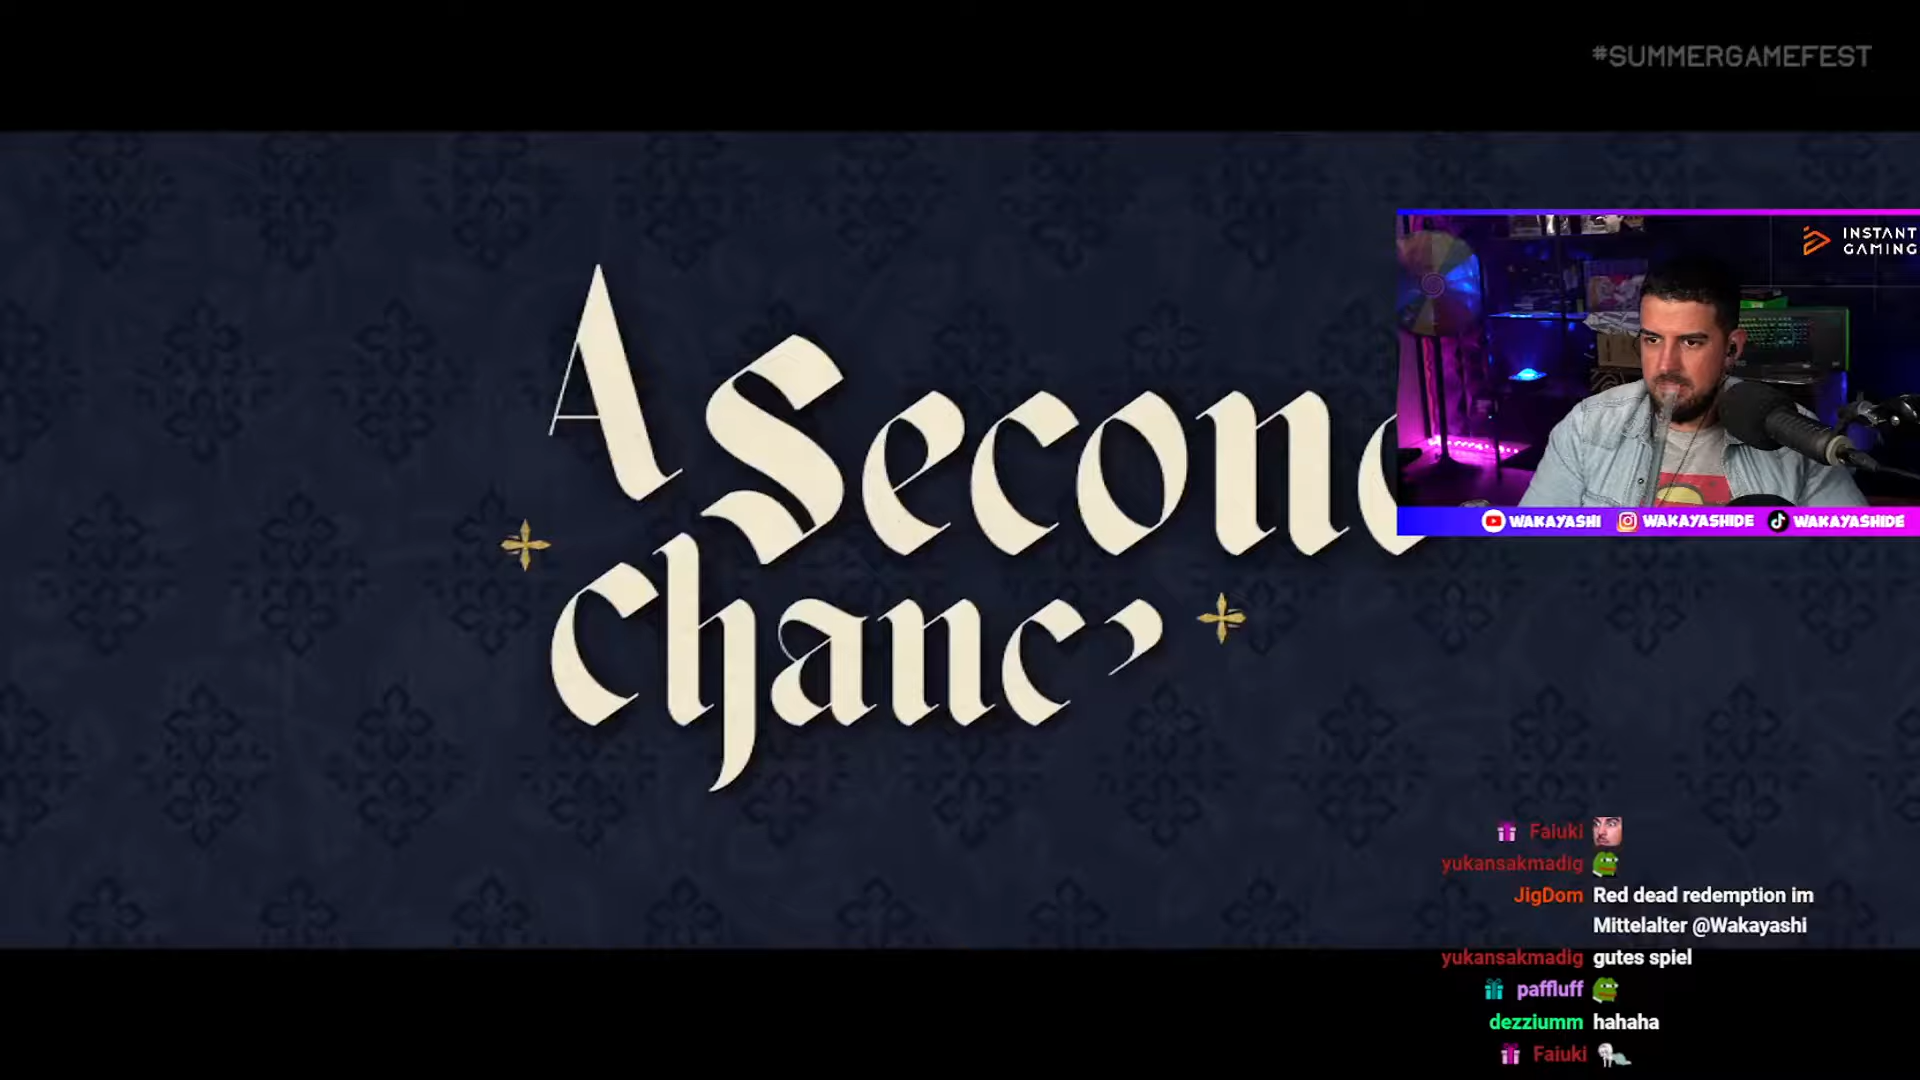 #SUMMERGAMEFEST
INSTANT
GAMING
A Second
Chanc
WAKAYASHI WAKAYASHIDE WAKAYASHIDE
Faiuki
yukansakmadig
JigDom Red dead redemption im
Mittelalter @Wakayashi
yukansakmadig gutes spiel
paffluff
dezziumm hahaha
Faiuki